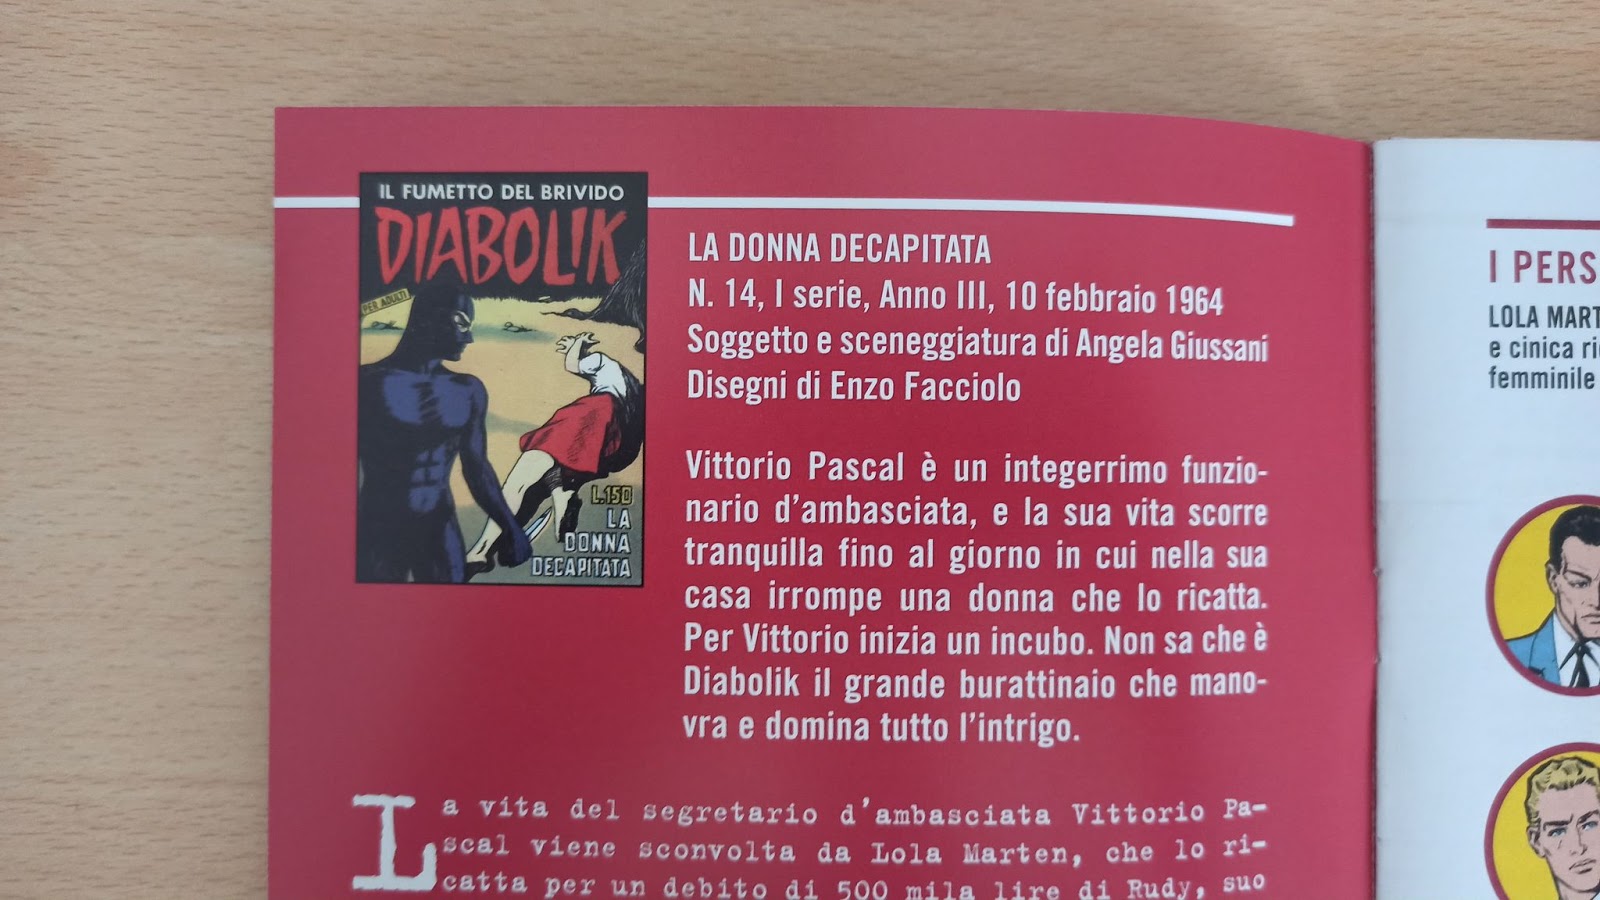 IL FUMETTO DEL BRIVIDO
DIABOLIK
PER ADULTI
L.150
LA
DONNA
DECAPITATA
LA DONNA DECAPITATA
N. 14, I serie, Anno III, 10 febbraio 1964
Soggetto e sceneggiatura di Angela Giussani
Disegni di Enzo Facciolo
Vittorio Pascal è un integerrimo funzio-
nario d'ambasciata, e la sua vita scorre
tranquilla fino al giorno in cui nella sua
casa irrompe una donna che lo ricatta.
Per Vittorio inizia un incubo. Non sa che è
Diabolik il grande burattinaio che mano-
vra e domina tutto l'intrigo.
La vita del segretario d'ambasciata Vittorio Pa-
scal viene sconvolta da Lola Marten, che lo ri-
catta per un debito di 500 mila lire di Rudy, suo
I PERS
LOLA MART
e cinica ri
femminile